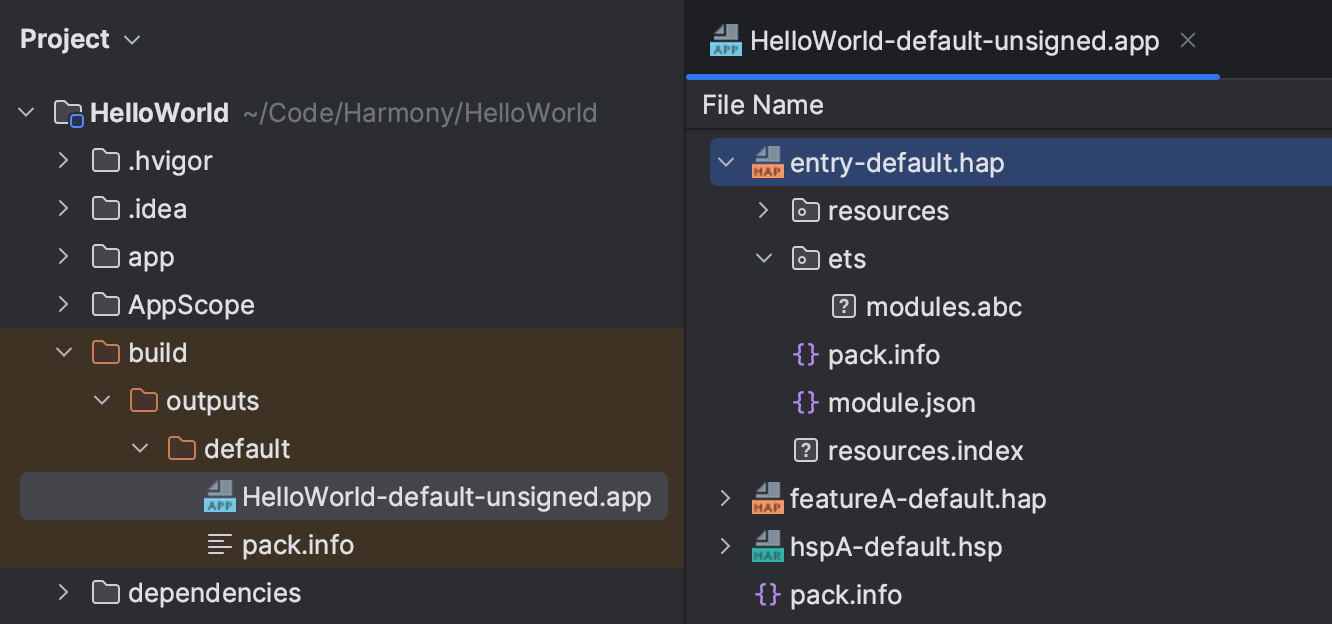 Project
HelloWorld ~/Code/Harmony/HelloWorld
.hvigor
.idea
app
AppScope
build
outputs
default
APP HelloWorld-default-unsigned.app
pack.info
dependencies
APP HelloWorld-default-unsigned.app
File Name
HAP entry-default.hap
resources
ets
? modules.abc
{} pack.info
{} module.json
? resources.index
HAP featureA-default.hap
HAR hspA-default.hsp
{} pack.info